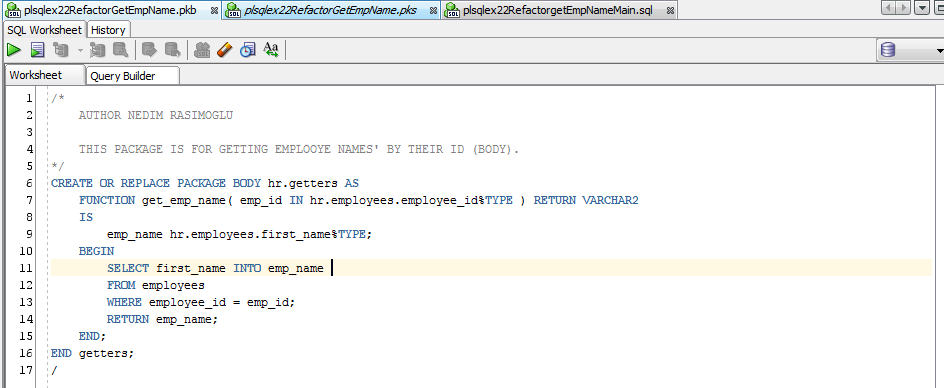 plsqlex22RefactorGetEmpName.pkb plsqlex22RefactorGetEmpName.pks plsqlex22RefactorgetEmpNameMain.sql
SQL Worksheet History
Worksheet Query Builder
1 /*
2 AUTHOR NEDIM RASIMOGLU
3
4 THIS PACKAGE IS FOR GETTING EMPLOOYE NAMES' BY THEIR ID (BODY).
5 */
6 CREATE OR REPLACE PACKAGE BODY hr.getters AS
7 FUNCTION get_emp_name( emp_id IN hr.employees.employee_id%TYPE ) RETURN VARCHAR2
8 IS
9 emp_name hr.employees.first_name%TYPE;
10 BEGIN
11 SELECT first_name INTO emp_name
12 FROM employees
13 WHERE employee_id = emp_id;
14 RETURN emp_name;
15 END;
16 END getters;
17 /